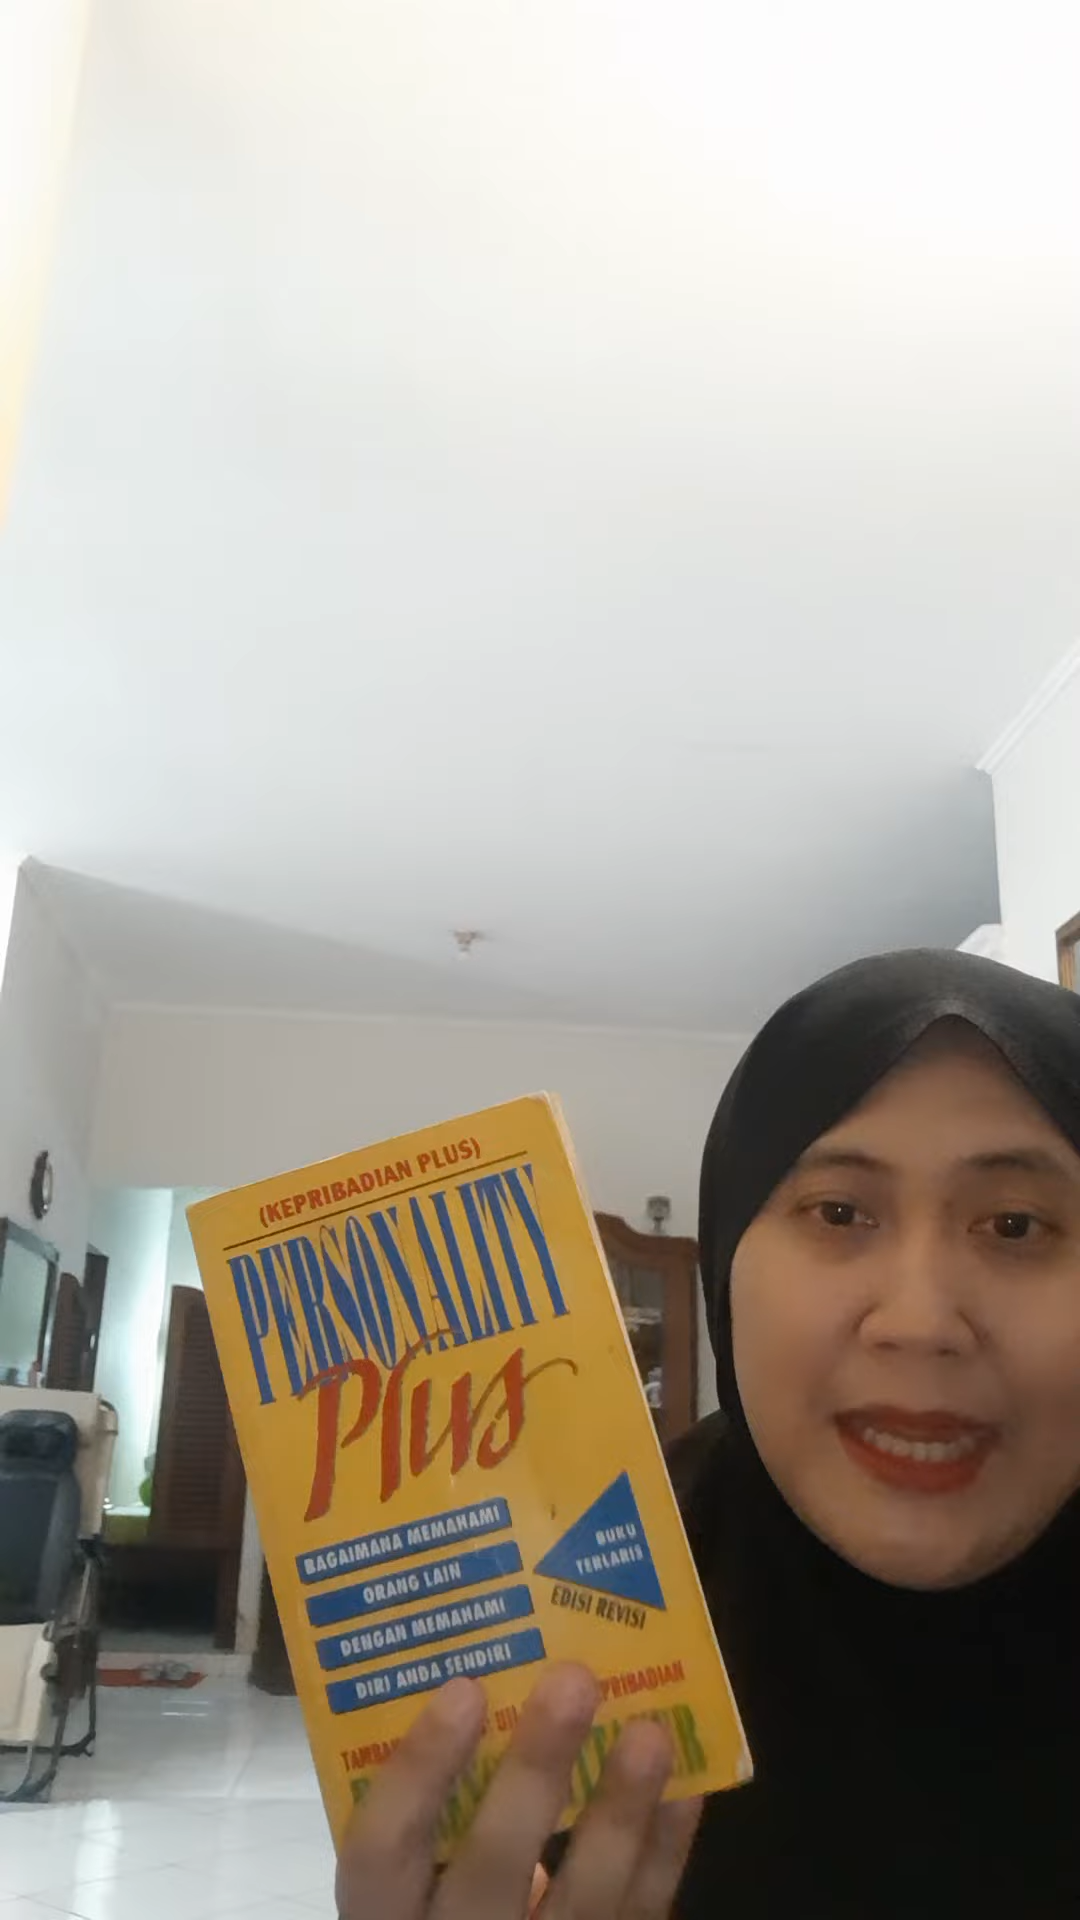 (KEPRIBADIAN PLUS)
PERSONALITY
Plus
BAGAIMANA MEMAHAMI
ORANG LAIN
DENGAN MEMAHAMI
DIRI ANDA SENDIRI
BUKU
TERLARIS
EDISI REVISI